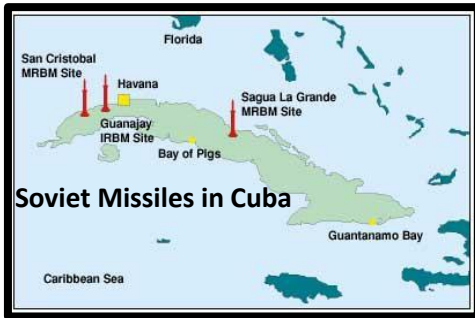 Florida
San Cristobal
MRBM Site
Havana
Sagua La Grande
MRBM Site
Guanajay
IRBM Site
Bay of Pigs
Soviet Missiles in Cuba
Guantanamo Bay
Caribbean Sea